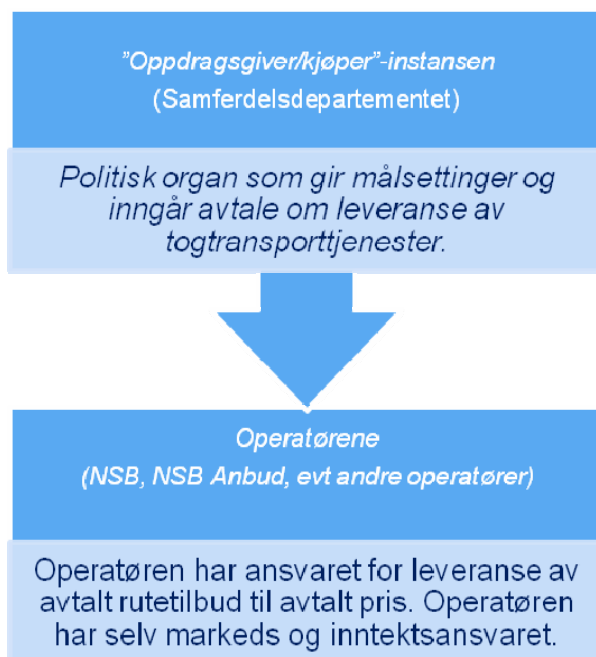 "Oppdragsgiver/kjøper"-instansen
(Samferdelsdepartementet)
Politisk organ som gir målsettinger og
inngår avtale om leveranse av
togtransporttjenester.
Operatørene
(NSB, NSB Anbud, evt andre operatører)
Operatøren har ansvaret for leveranse av
avtalt rutetilbud til avtalt pris. Operatøren
har selv markeds og inntektsansvaret.